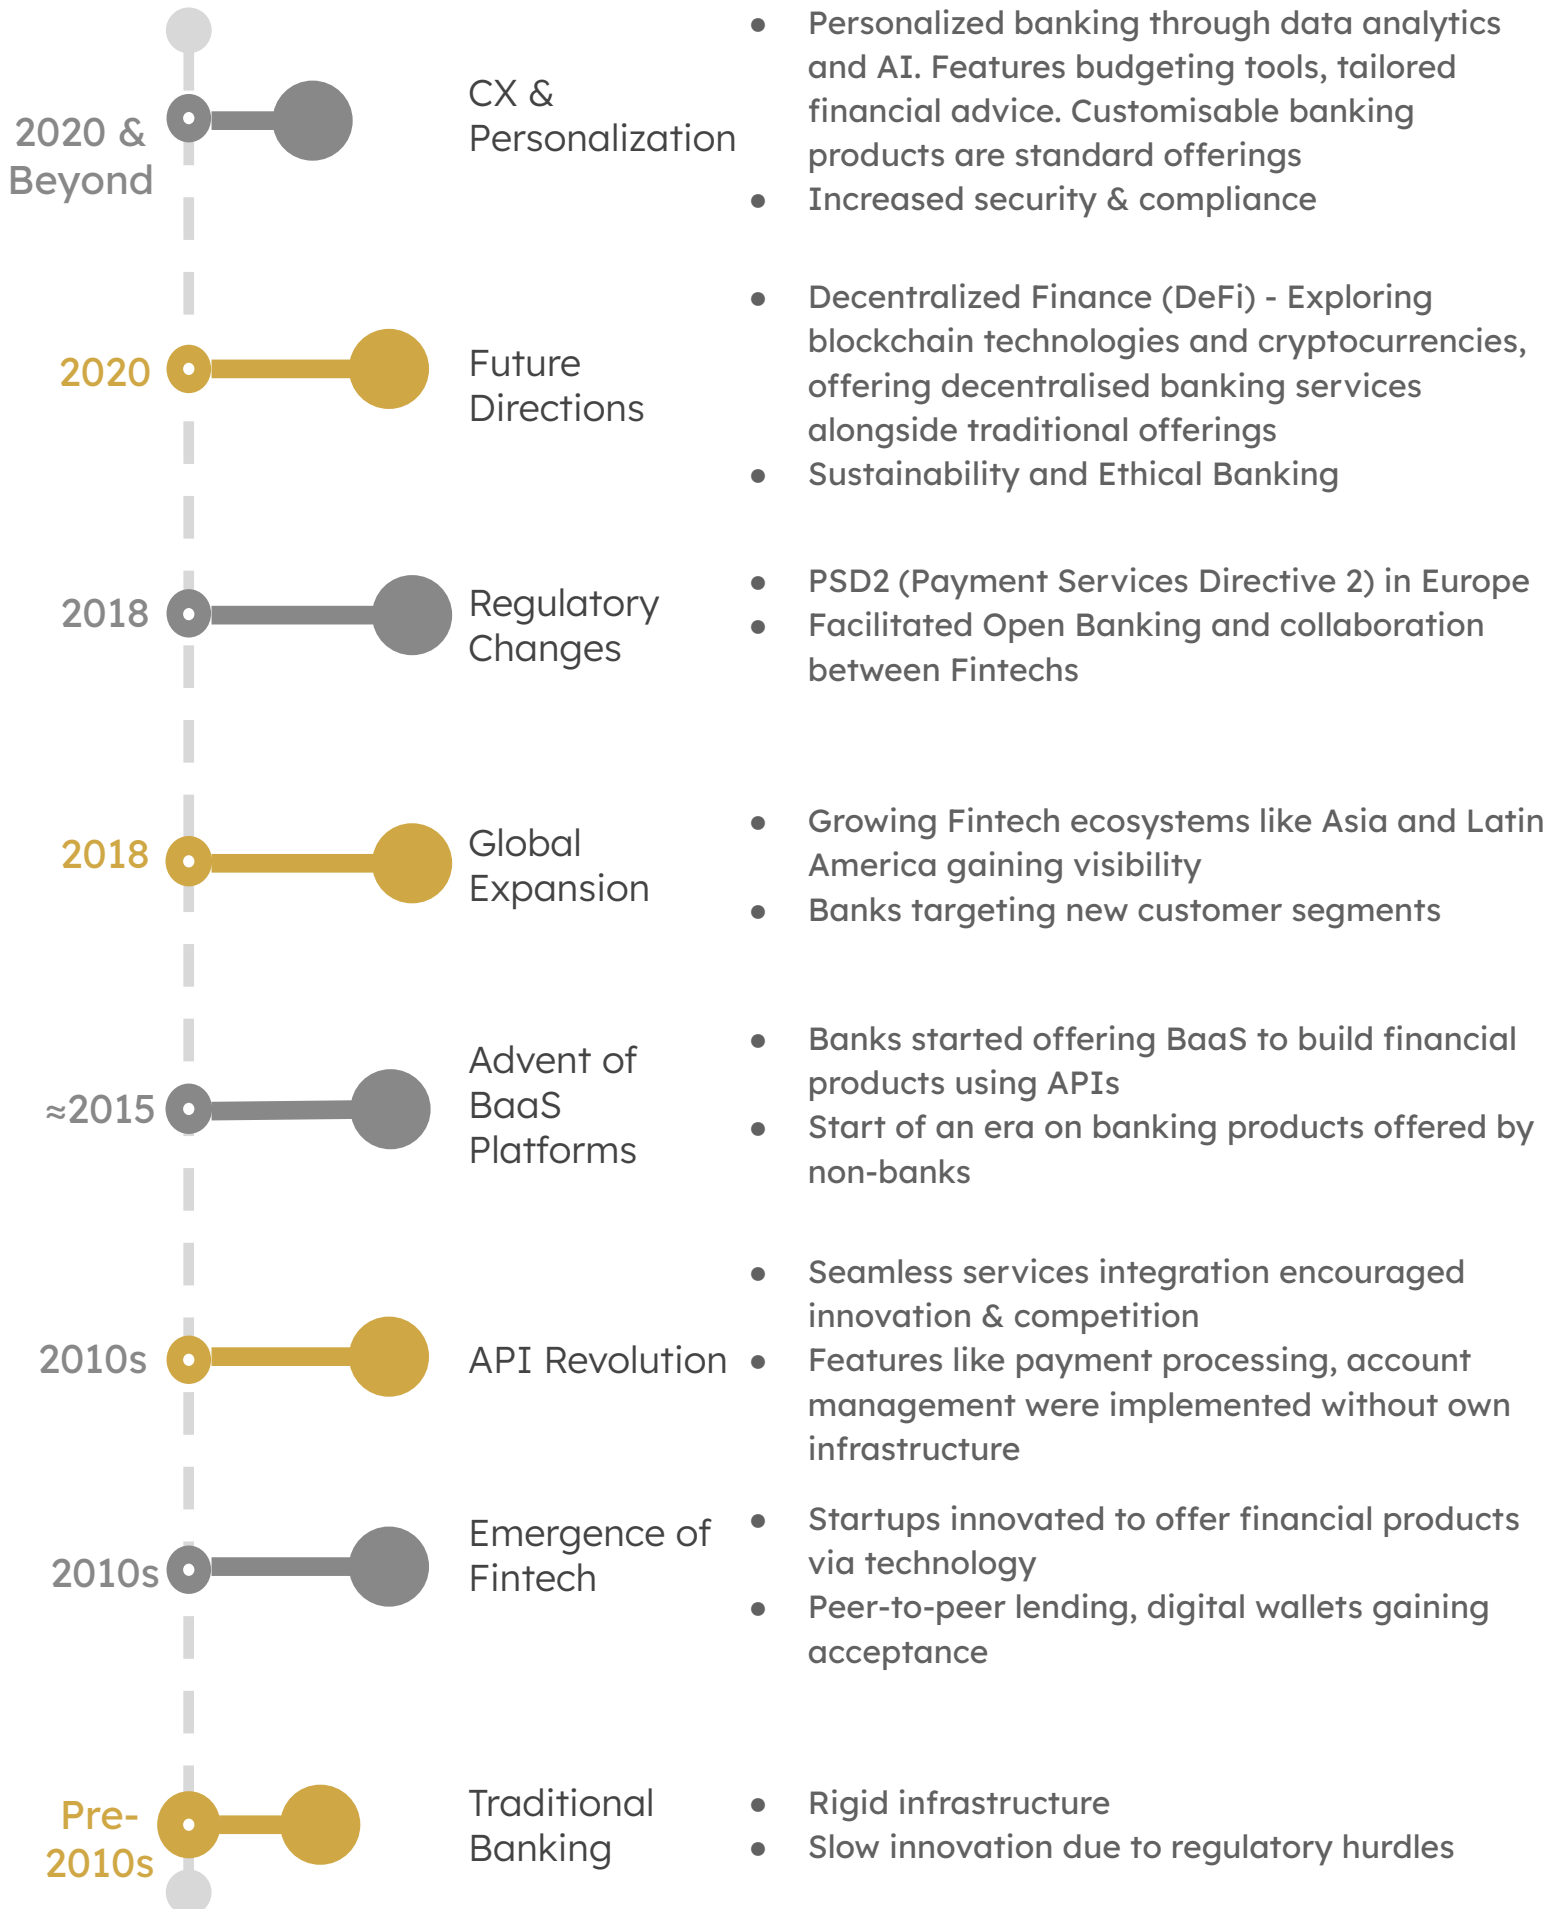 2020 &
Beyond
CX &
Personalization
● Personalized banking through data analytics
and AI. Features budgeting tools, tailored
financial advice. Customisable banking
products are standard offerings
● Increased security & compliance
2020
Future
Directions
● Decentralized Finance (DeFi) - Exploring
blockchain technologies and cryptocurrencies,
offering decentralised banking services
alongside traditional offerings
● Sustainability and Ethical Banking
2018
Regulatory
Changes
● PSD2 (Payment Services Directive 2) in Europe
● Facilitated Open Banking and collaboration
between Fintechs
2018
Global
Expansion
● Growing Fintech ecosystems like Asia and Latin
America gaining visibility
● Banks targeting new customer segments
≈2015
Advent of
BaaS
Platforms
● Banks started offering BaaS to build financial
products using APIs
● Start of an era on banking products offered by
non-banks
2010s
API Revolution
● Seamless services integration encouraged
innovation & competition
● Features like payment processing, account
management were implemented without own
infrastructure
2010s
Emergence of
Fintech
● Startups innovated to offer financial products
via technology
● Peer-to-peer lending, digital wallets gaining
acceptance
Pre-
2010s
Traditional
Banking
● Rigid infrastructure
● Slow innovation due to regulatory hurdles